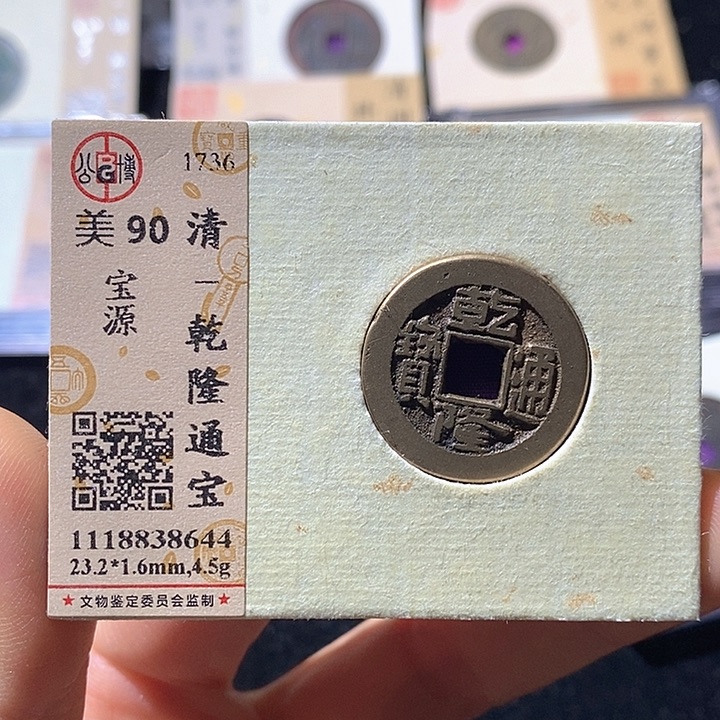 公博
1736
美 90
清
—
乾隆通宝
宝源
1118838644
23.2*1.6mm,4.5g
★ 文物鉴定委员会监制 ★
乾隆通寳